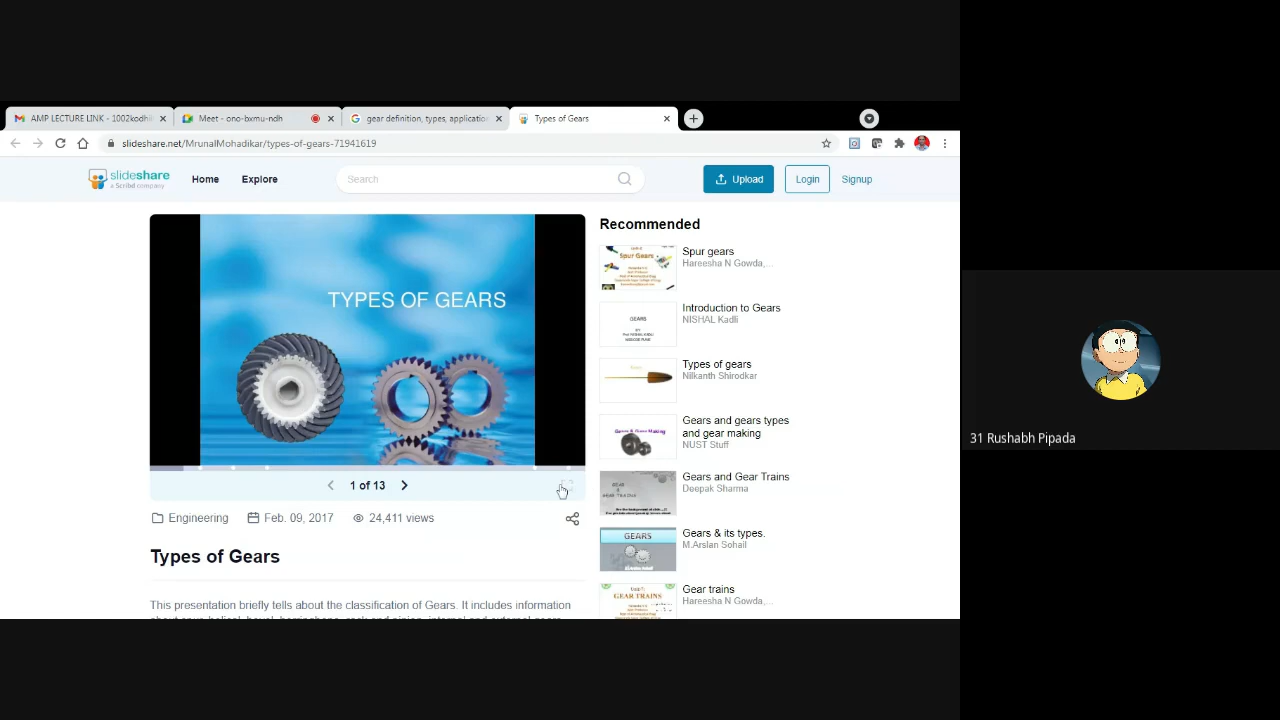 AMP LECTURE LINK - 1002kodhi
Meet - ono-bxmu-ndh
gear definition, types, applicatio
Types of Gears
slideshare.net/MrunalMohadikar/types-of-gears-71941619
slideshare
a Scribd company
Home
Explore
Search
Upload
Login
Signup
TYPES OF GEARS
1 of 13
Engineering
Feb. 09, 2017
24,411 views
Types of Gears
This presentation briefly tells about the classification of Gears. It includes information
Recommended
Spur Gears
Spur gears
Hareesha N Gowda,...
GEARS
Introduction to Gears
NISHAL Kadli
Types of gears
Nilkanth Shirodkar
Gears and gears types
and gear making
NUST Stuff
Gears and Gear Trains
Deepak Sharma
GEARS
Gears & its types.
M.Arslan Sohail
GEAR TRAINS
Gear trains
Hareesha N Gowda,...
31 Rushabh Pipada